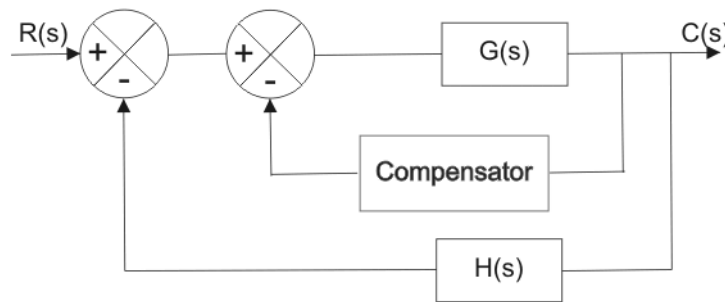 R(s)
C(s)
+
-
+
-
G(s)
Compensator
H(s)